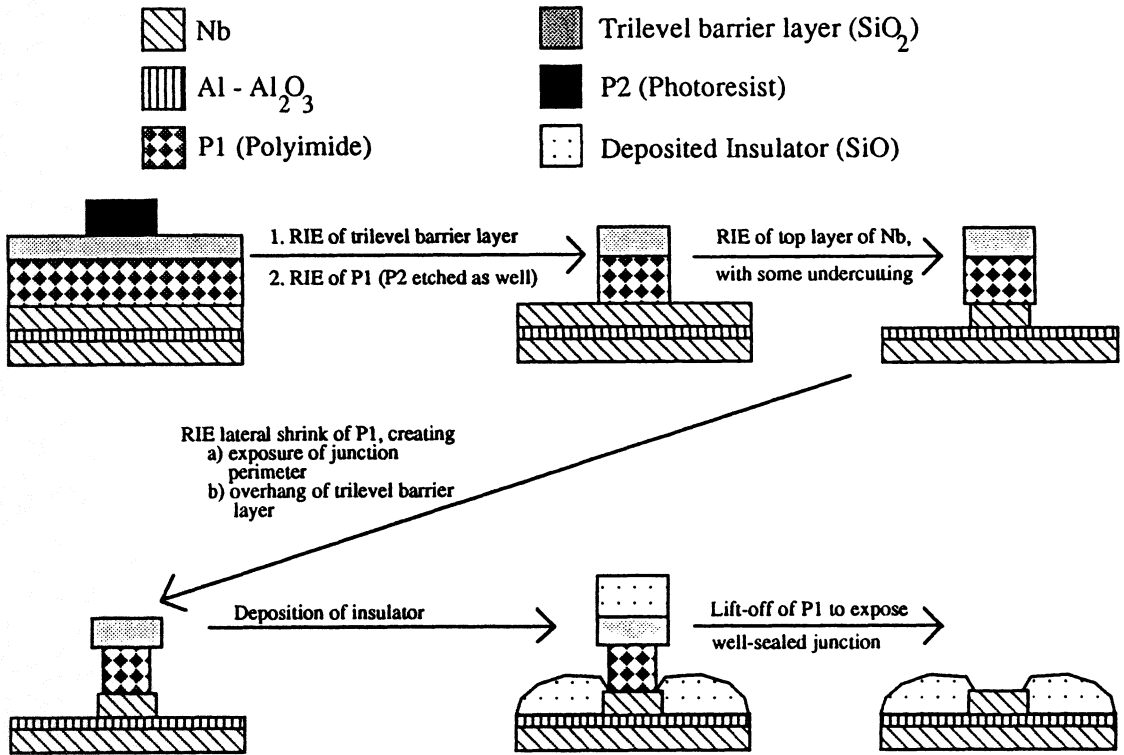 Nb
Al - Al2O3
P1 (Polyimide)
Trilevel barrier layer (SiO2)
P2 (Photoresist)
Deposited Insulator (SiO)
1. RIE of trilevel barrier layer
2. RIE of P1 (P2 etched as well)
RIE of top layer of Nb,
with some undercutting
RIE lateral shrink of P1, creating
a) exposure of junction
perimeter
b) overhang of trilevel barrier
layer
Deposition of insulator
Lift-off of P1 to expose
well-sealed junction